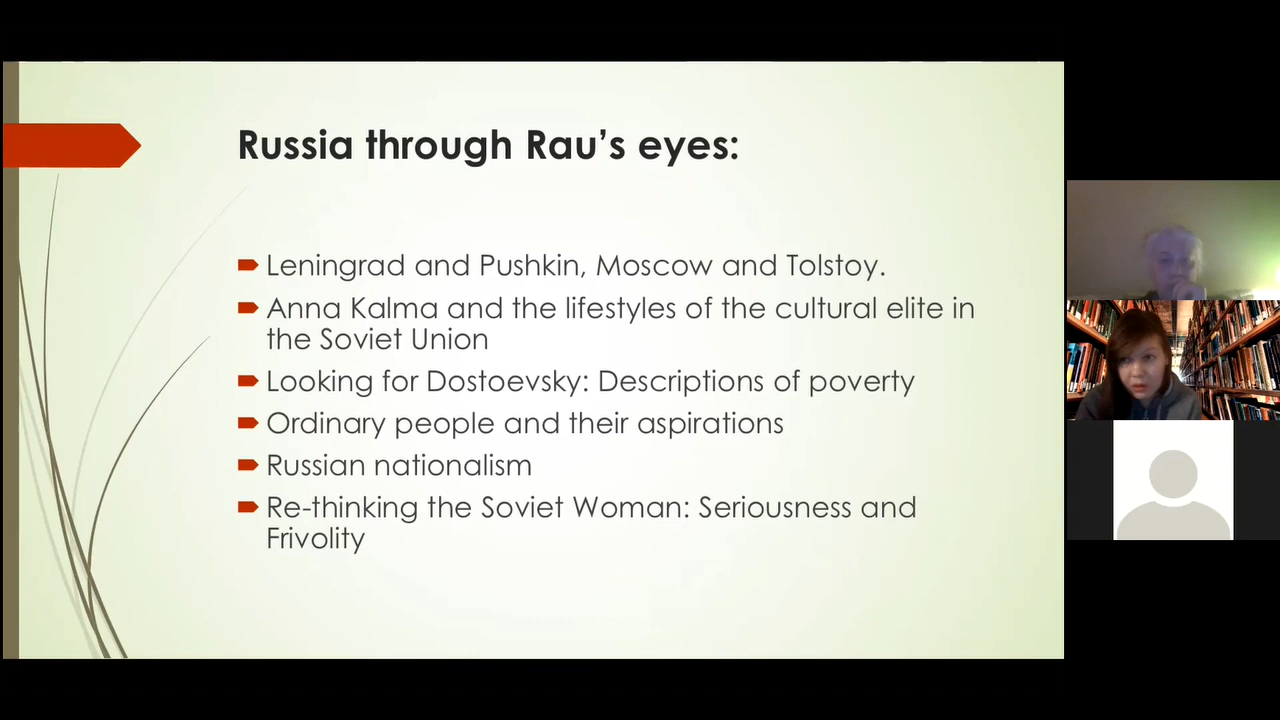 Russia through Rau's eyes:
Leningrad and Pushkin, Moscow and Tolstoy.
Anna Kalma and the lifestyles of the cultural elite in
the Soviet Union
Looking for Dostoevsky: Descriptions of poverty
Ordinary people and their aspirations
Russian nationalism
Re-thinking the Soviet Woman: Seriousness and
Frivolity